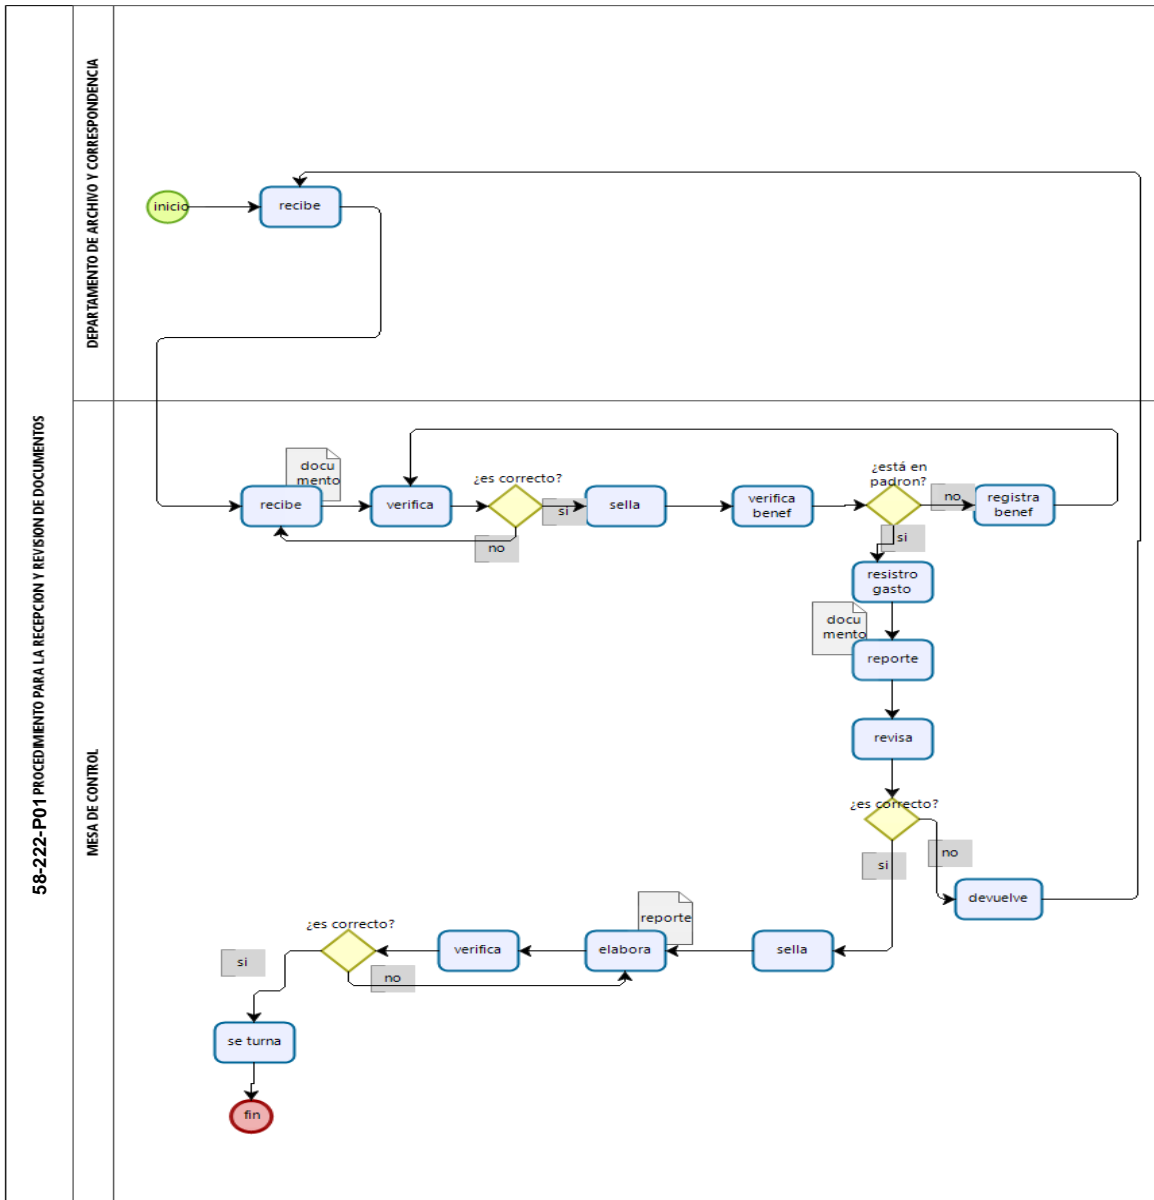 58-222-P01 PROCEDIMIENTO PARA LA RECEPCION Y REVISION DE DOCUMENTOS
DEPARTAMENTO DE ARCHIVO Y CORRESPONDENCIA
inicio
recibe
MESA DE CONTROL
docu
mento
recibe
verifica
¿es correcto?
si
no
sella
verifica
benef
¿está en
padron?
no
registra
benef
si
resistro
gasto
docu
mento
reporte
revisa
¿es correcto?
no
si
devuelve
sella
reporte
elabora
verifica
¿es correcto?
no
si
se turna
fin